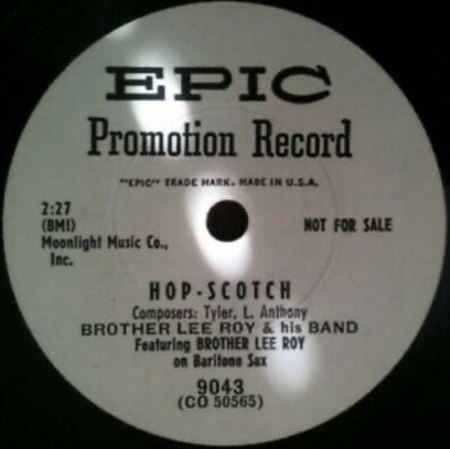 EPIC
Promotion Record
"EPIC" TRADE MARK. MADE IN U.S.A.
2:27
(BMI)
Moonlight Music Co.,
Inc.
NOT FOR SALE
HOP-SCOTCH
Composers: Tyler, L. Anthony
BROTHER LEE ROY & his BAND
Featuring BROTHER LEE ROY
on Baritone Sax
9043
(CO 50565)